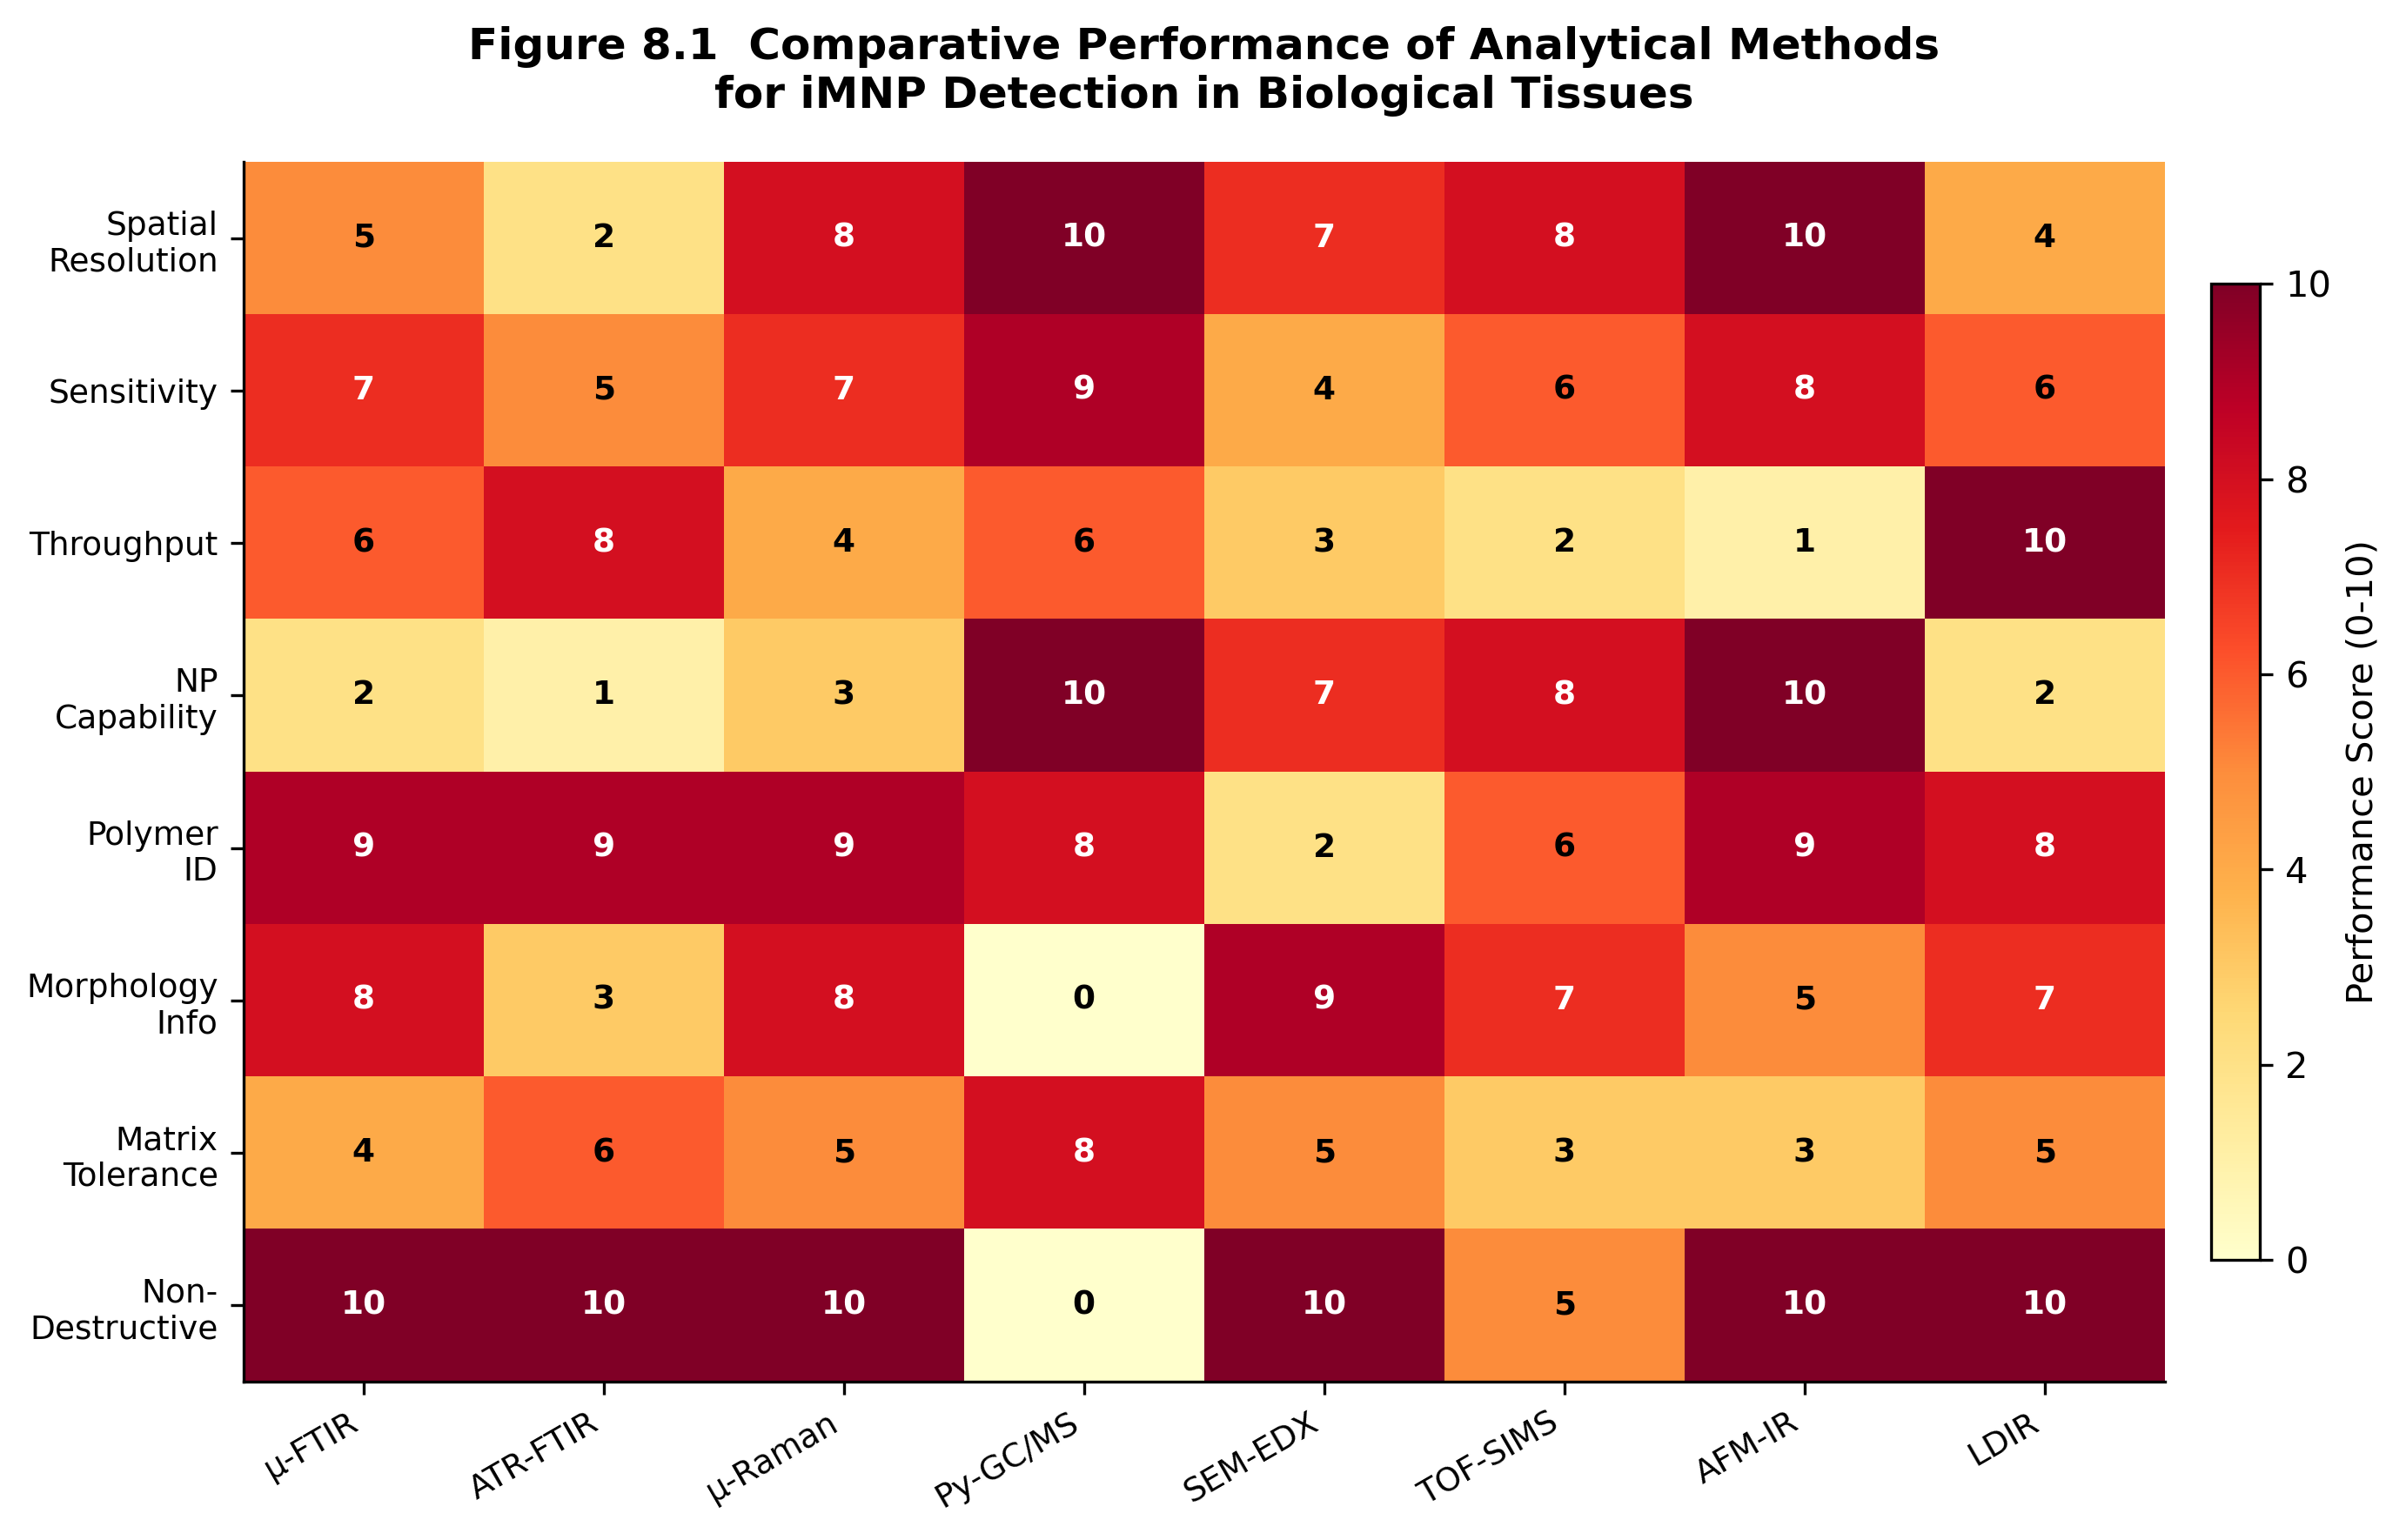 Figure 8.1  Comparative Performance of Analytical Methods
for iMNP Detection in Biological Tissues
Spatial
Resolution
5 2 8 10 7 8 10 4
Sensitivity
7 5 7 9 4 6 8 6
Throughput
6 8 4 6 3 2 1 10
NP
Capability
2 1 3 10 7 8 10 2
Polymer
ID
9 9 9 8 2 6 9 8
Morphology
Info
8 3 8 0 9 7 5 7
Matrix
Tolerance
4 6 5 8 5 3 3 5
Non-
Destructive
10 10 10 0 10 5 10 10
μ-FTIR
ATR-FTIR
μ-Raman
Py-GC/MS
SEM-EDX
TOF-SIMS
AFM-IR
LDIR
10
8
6
4
2
0
Performance Score (0-10)